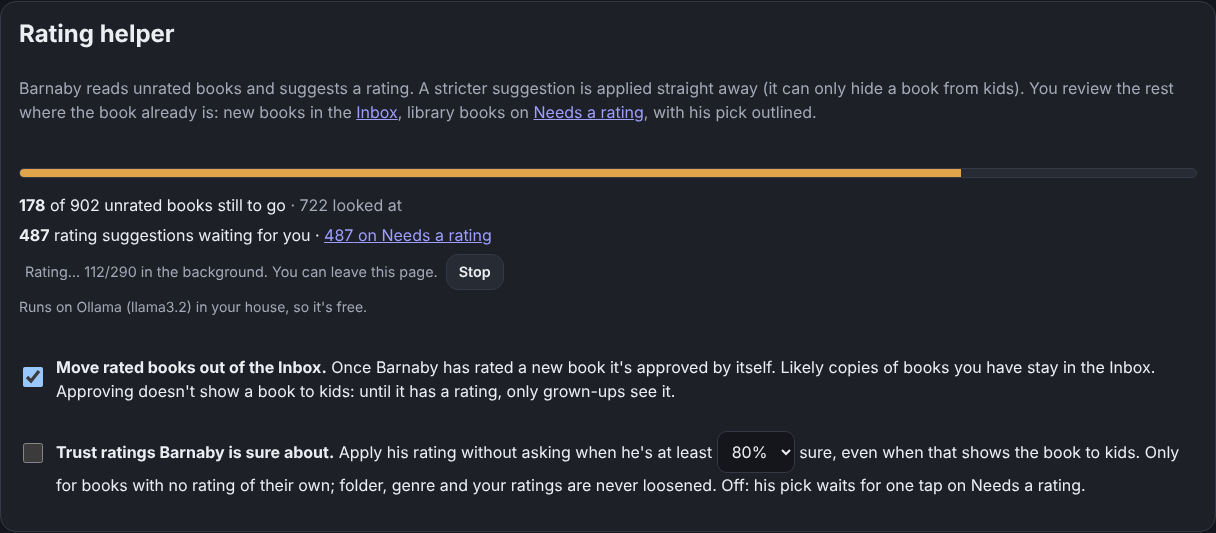 Rating helper
Barnaby reads unrated books and suggests a rating. A stricter suggestion is applied straight away (it can only hide a book from kids). You review the rest
where the book already is: new books in the Inbox, library books on Needs a rating, with his pick outlined.
178 of 902 unrated books still to go · 722 looked at
487 rating suggestions waiting for you · 487 on Needs a rating
Rating... 112/290 in the background. You can leave this page. Stop
Runs on Ollama (llama3.2) in your house, so it's free.
Move rated books out of the Inbox. Once Barnaby has rated a new book it's approved by itself. Likely copies of books you have stay in the Inbox.
Approving doesn't show a book to kids: until it has a rating, only grown-ups see it.
Trust ratings Barnaby is sure about. Apply his rating without asking when he's at least 80% sure, even when that shows the book to kids. Only
for books with no rating of their own; folder, genre and your ratings are never loosened. Off: his pick waits for one tap on Needs a rating.